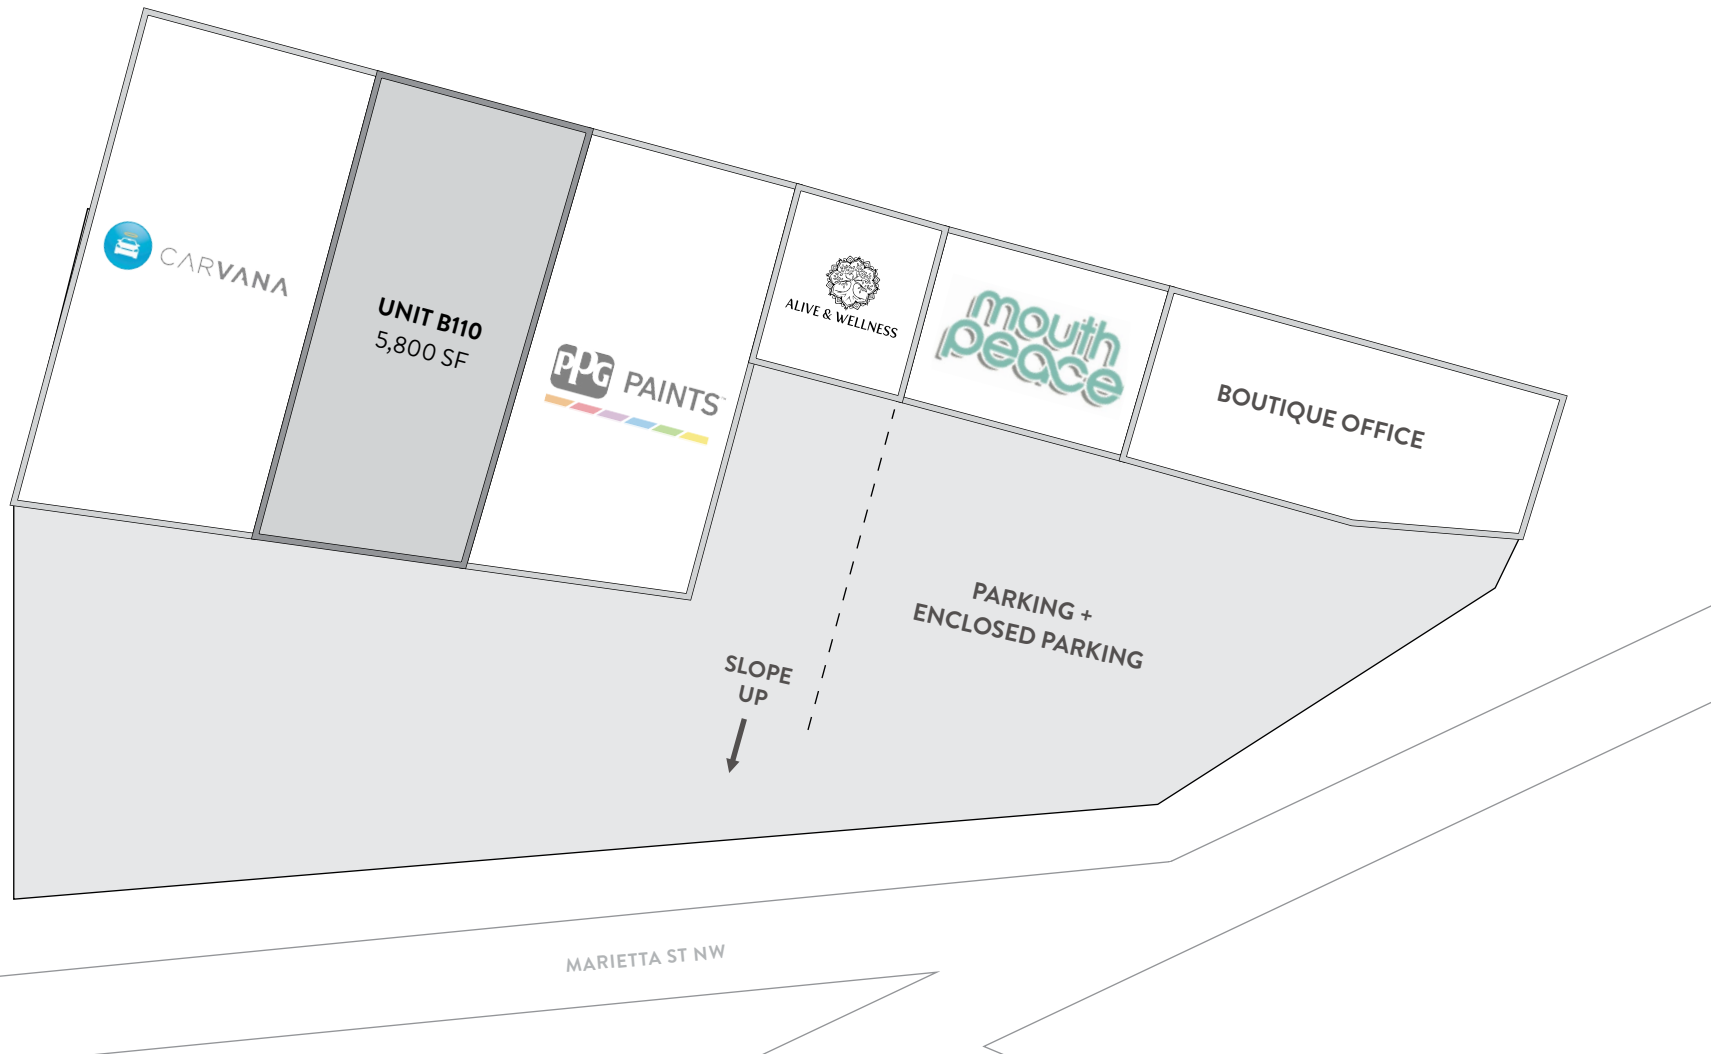 CARVANA
UNIT B110
5,800 SF
PPG PAINTS™
ALIVE & WELLNESS
mouth
peace
BOUTIQUE OFFICE
PARKING +
ENCLOSED PARKING
SLOPE
UP
MARIETTA ST NW